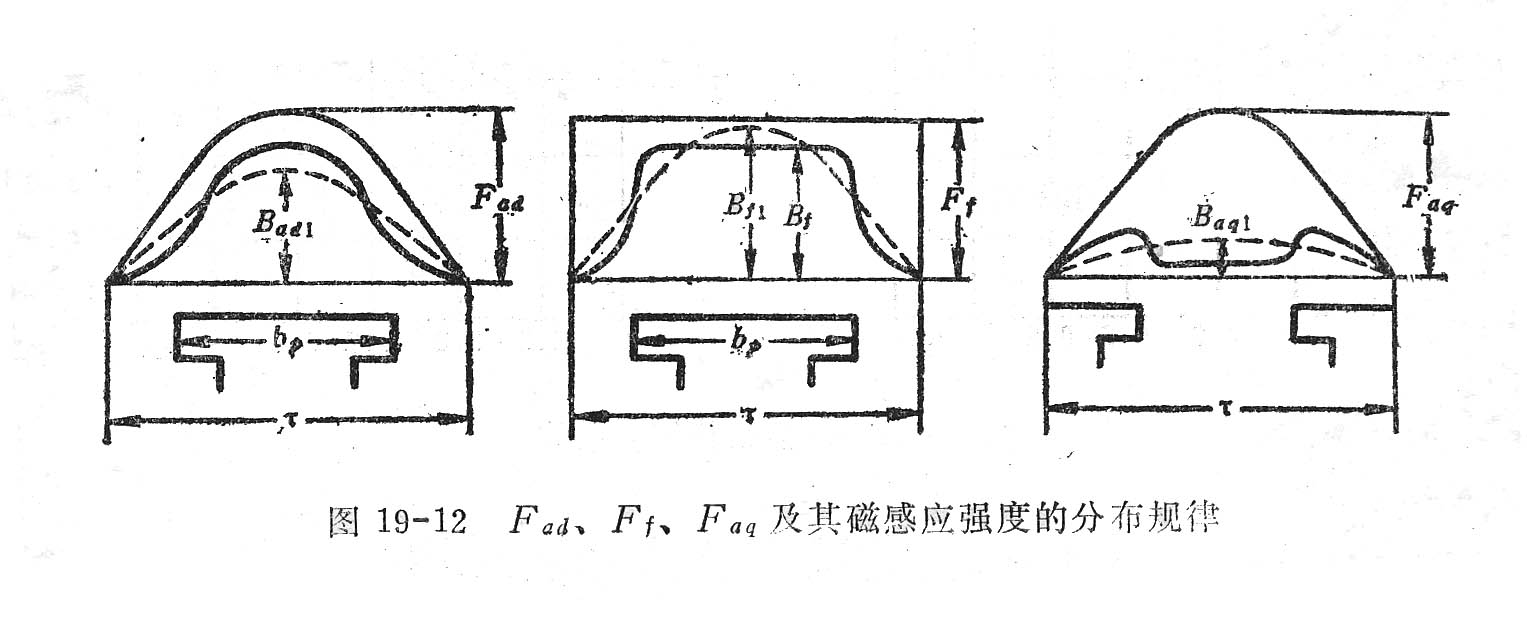 F_ad
B_ad1
b_p
τ
F_f
B_f1
B_f
b_p
τ
F_aq
B_aq1
τ
图 19-12 F_ad、F_f、F_aq 及其磁感应强度的分布规律